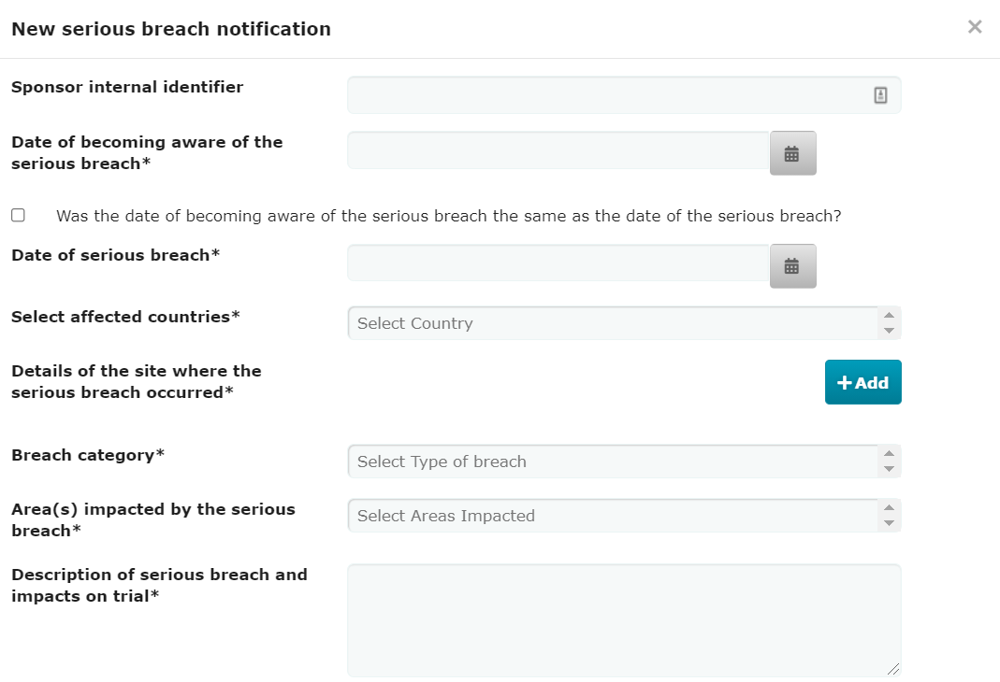 New serious breach notification
Sponsor internal identifier
Date of becoming aware of the
serious breach*
Was the date of becoming aware of the serious breach the same as the date of the serious breach?
Date of serious breach*
Select affected countries*
Select Country
Details of the site where the
serious breach occurred*
+Add
Breach category*
Select Type of breach
Area(s) impacted by the serious
breach*
Select Areas Impacted
Description of serious breach and
impacts on trial*